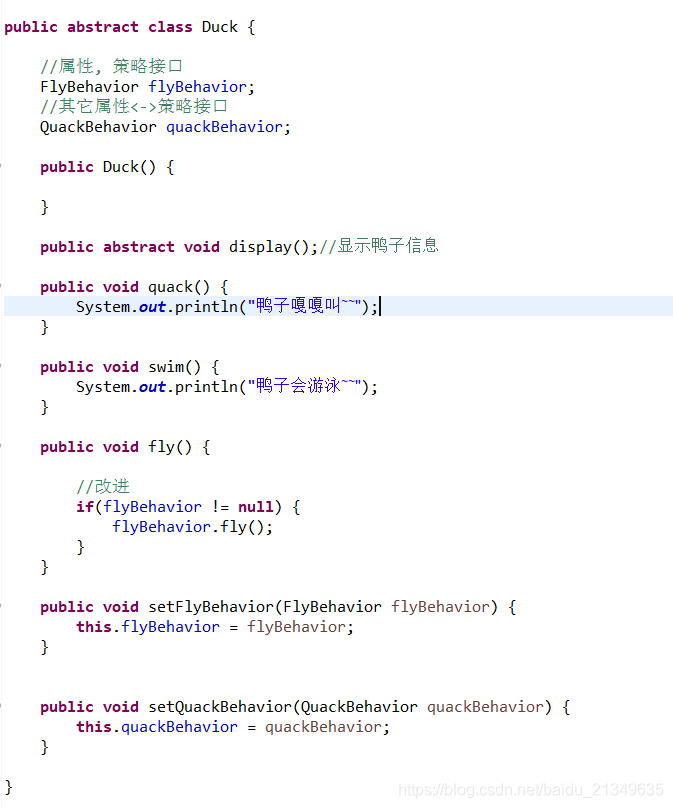 public abstract class Duck {
//属性, 策略接口
FlyBehavior flyBehavior;
//其它属性<->策略接口
QuackBehavior quackBehavior;
public Duck() {
}
public abstract void display();//显示鸭子信息
public void quack() {
System.out.println("鸭子嘎嘎叫~~");
}
public void swim() {
System.out.println("鸭子会游泳~~");
}
public void fly() {
//改进
if(flyBehavior != null) {
flyBehavior.fly();
}
}
public void setFlyBehavior(FlyBehavior flyBehavior) {
this.flyBehavior = flyBehavior;
}
public void setQuackBehavior(QuackBehavior quackBehavior) {
this.quackBehavior = quackBehavior;
}
}
https://blog.csdn.net/baidu_21349635